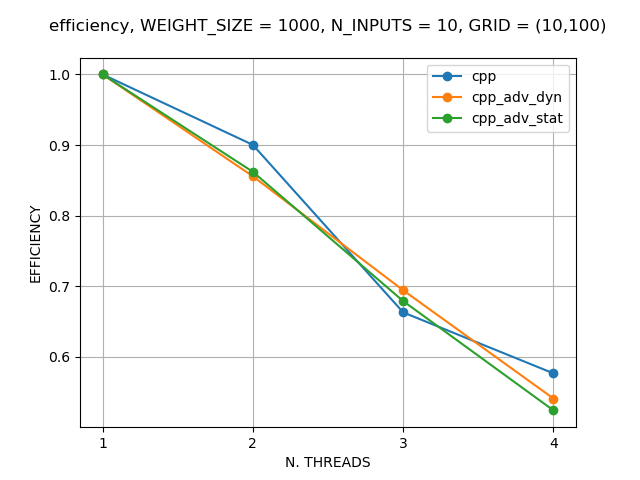 efficiency, WEIGHT_SIZE = 1000, N_INPUTS = 10, GRID = (10,100)
cpp
cpp_adv_dyn
cpp_adv_stat
EFFICIENCY
1.0
0.9
0.8
0.7
0.6
1 2 3 4
N. THREADS